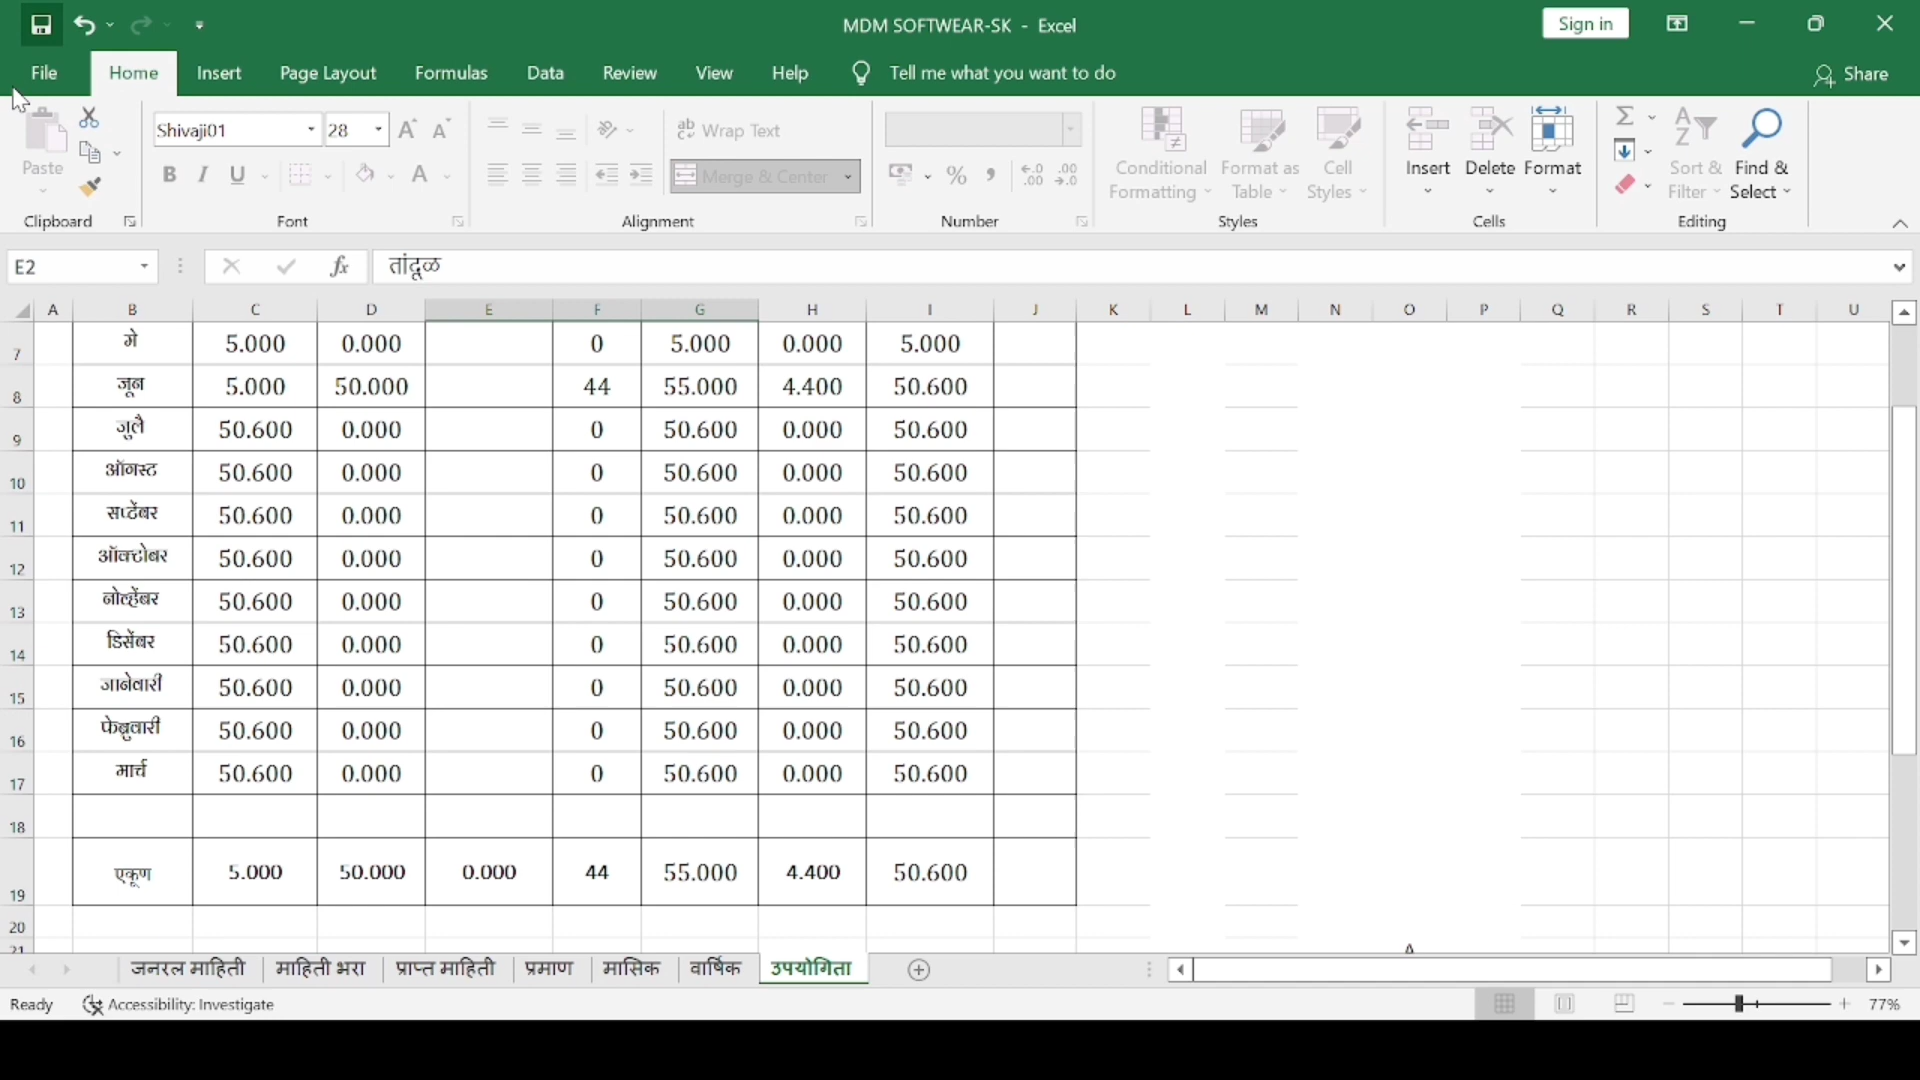 MDM SOFTWEAR-SK - Excel
Sign in
File Home Insert Page Layout Formulas Data Review View Help Tell me what you want to do Share
Shivaji01 28 Wrap Text
Paste Merge & Center
Conditional Formatting Format as Table Cell Styles Insert Delete Format Sort & Filter Find & Select
Clipboard Font Alignment Number Styles Cells Editing
E2 fx तांदूळ
A B C D E F G H I J K L M N O P Q R S T U
7 मे 5.000 0.000 0 5.000 0.000 5.000
8 जून 5.000 50.000 44 55.000 4.400 50.600
9 जुलै 50.600 0.000 0 50.600 0.000 50.600
10 ऑगस्ट 50.600 0.000 0 50.600 0.000 50.600
11 सप्टेंबर 50.600 0.000 0 50.600 0.000 50.600
12 ऑक्टोबर 50.600 0.000 0 50.600 0.000 50.600
13 नोव्हेंबर 50.600 0.000 0 50.600 0.000 50.600
14 डिसेंबर 50.600 0.000 0 50.600 0.000 50.600
15 जानेवारी 50.600 0.000 0 50.600 0.000 50.600
16 फेब्रुवारी 50.600 0.000 0 50.600 0.000 50.600
17 मार्च 50.600 0.000 0 50.600 0.000 50.600
18
19 एकूण 5.000 50.000 0.000 44 55.000 4.400 50.600
20
21
जनरल माहिती माहिती भरा प्राप्त माहिती प्रमाण मासिक वार्षिक उपयोगिता
Ready Accessibility: Investigate 77%